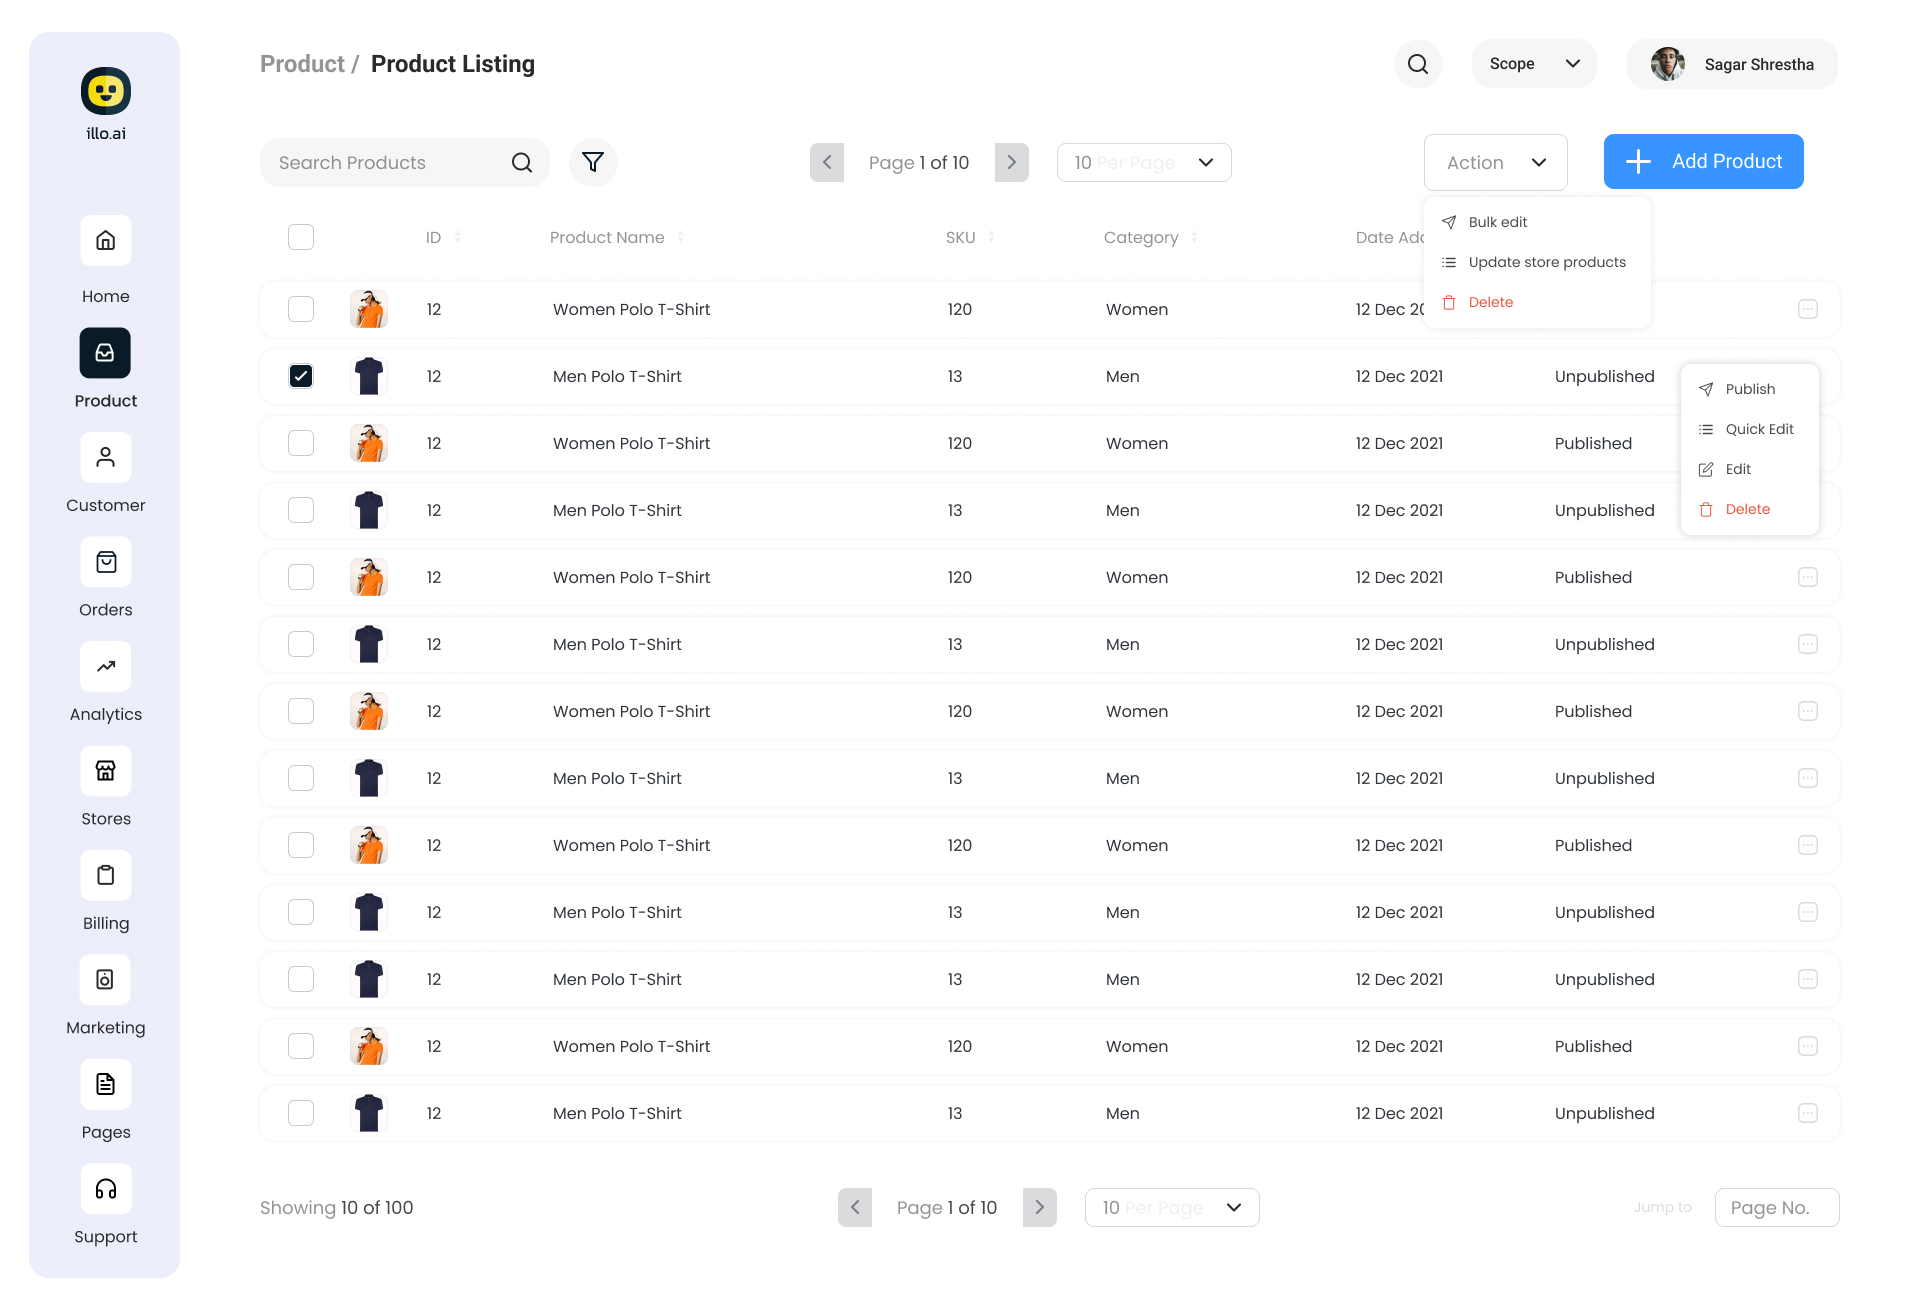 illo.ai
Home
Product
Customer
Orders
Analytics
Stores
Billing
Marketing
Pages
Support
Product / Product Listing
Scope
Sagar Shrestha
Search Products
Page 1 of 10
10 Per Page
Action
Add Product
Bulk edit
Update store products
Delete
ID Product Name SKU Category Date Add
12 Women Polo T-Shirt 120 Women 12 Dec 20
12 Men Polo T-Shirt 13 Men 12 Dec 2021 Unpublished
Publish
Quick Edit
Edit
Delete
12 Women Polo T-Shirt 120 Women 12 Dec 2021 Published
12 Men Polo T-Shirt 13 Men 12 Dec 2021 Unpublished
12 Women Polo T-Shirt 120 Women 12 Dec 2021 Published
12 Men Polo T-Shirt 13 Men 12 Dec 2021 Unpublished
12 Women Polo T-Shirt 120 Women 12 Dec 2021 Published
12 Men Polo T-Shirt 13 Men 12 Dec 2021 Unpublished
12 Women Polo T-Shirt 120 Women 12 Dec 2021 Published
12 Men Polo T-Shirt 13 Men 12 Dec 2021 Unpublished
12 Men Polo T-Shirt 13 Men 12 Dec 2021 Unpublished
12 Women Polo T-Shirt 120 Women 12 Dec 2021 Published
12 Men Polo T-Shirt 13 Men 12 Dec 2021 Unpublished
Showing 10 of 100
Page 1 of 10
10 Per Page
Jump to
Page No.